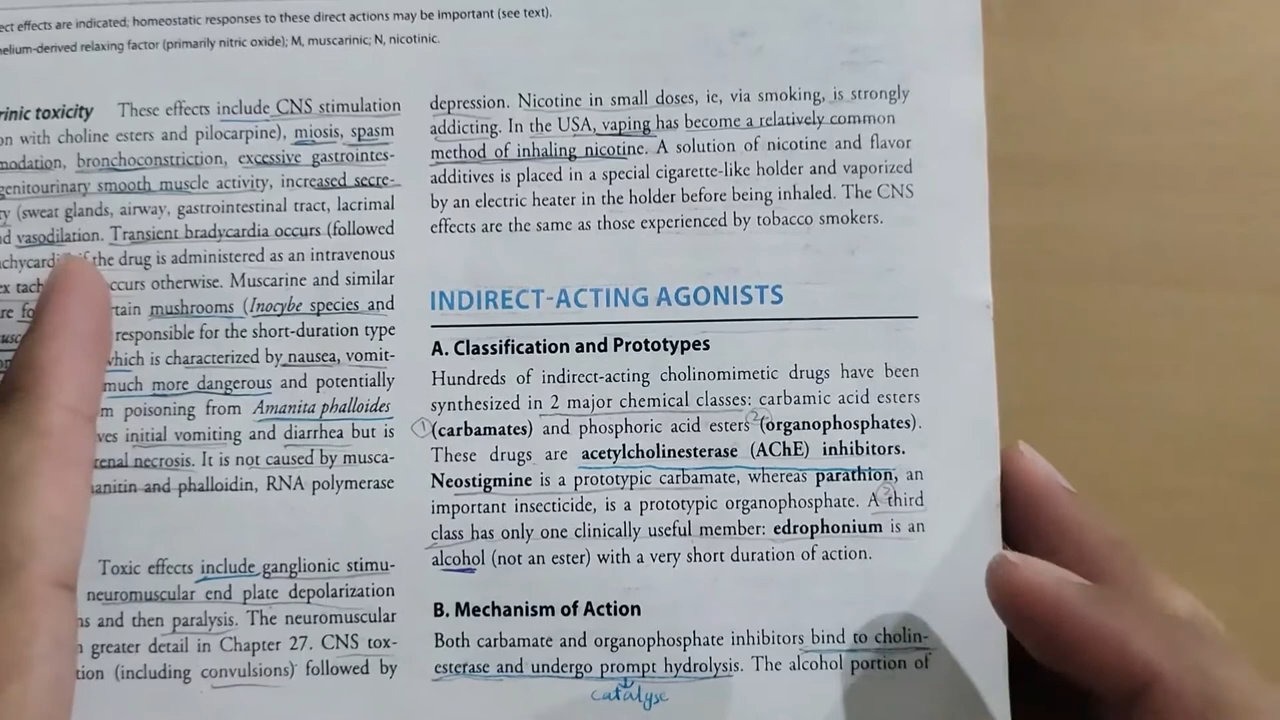 ect effects are indicated; homeostatic responses to these direct actions may be important (see text).
elium-derived relaxing factor (primarily nitric oxide); M, muscarinic; N, nicotinic.
rinic toxicity These effects include CNS stimulation
on with choline esters and pilocarpine), miosis, spasm
modation, bronchoconstriction, excessive gastrointes-
genitourinary smooth muscle activity, increased secre-
ry (sweat glands, airway, gastrointestinal tract, lacrimal
nd vasodilation. Transient bradycardia occurs (followed
achycardi if the drug is administered as an intravenous
ex tach occurs otherwise. Muscarine and similar
re fo rtain mushrooms (Inocybe species and
responsible for the short-duration type
which is characterized by nausea, vomit-
much more dangerous and potentially
m poisoning from Amanita phalloides
ves initial vomiting and diarrhea but is
renal necrosis. It is not caused by musca-
anitin and phalloidin, RNA polymerase
Toxic effects include ganglionic stimu-
neuromuscular end plate depolarization
ns and then paralysis. The neuromuscular
n greater detail in Chapter 27. CNS tox-
tion (including convulsions) followed by
depression. Nicotine in small doses, ie, via smoking, is strongly
addicting. In the USA, vaping has become a relatively common
method of inhaling nicotine. A solution of nicotine and flavor
additives is placed in a special cigarette-like holder and vaporized
by an electric heater in the holder before being inhaled. The CNS
effects are the same as those experienced by tobacco smokers.
INDIRECT-ACTING AGONISTS
A. Classification and Prototypes
Hundreds of indirect-acting cholinomimetic drugs have been
synthesized in 2 major chemical classes: carbamic acid esters
1 (carbamates) and phosphoric acid esters 2 (organophosphates).
These drugs are acetylcholinesterase (AChE) inhibitors.
Neostigmine is a prototypic carbamate, whereas parathion, an
important insecticide, is a prototypic organophosphate. A 3 third
class has only one clinically useful member: edrophonium is an
alcohol (not an ester) with a very short duration of action.
B. Mechanism of Action
Both carbamate and organophosphate inhibitors bind to cholin-
esterase and undergo prompt hydrolysis. The alcohol portion of
catalyse